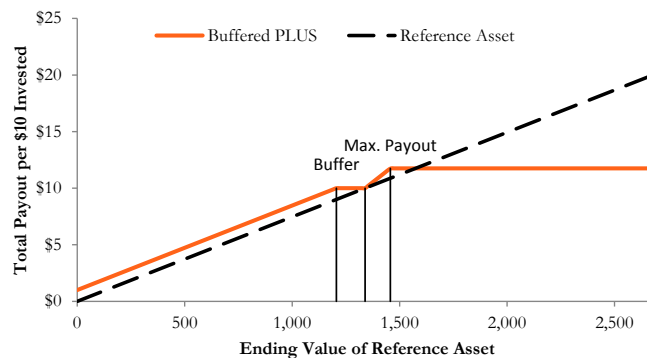 $25
Buffered PLUS
Reference Asset
$20
$15
Max. Payout
Buffer
$10
$5
$0
0
500
1,000
1,500
2,000
2,500
Total Payout per $10 Invested
Ending Value of Reference Asset